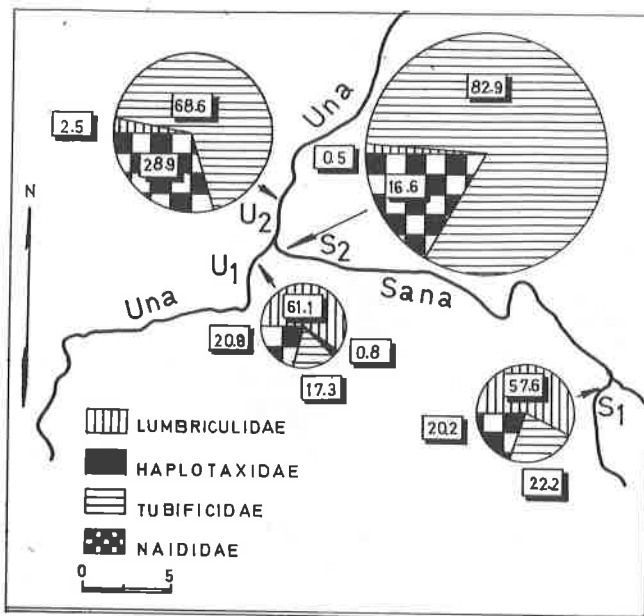 68.6
2.5
28.9
Una
82.9
0.5
16.6
N
U2
S2
U1
Una
Sana
61.1
20.8
0.8
17.3
57.6
20.2
S1
22.2
LUMBRICULIDAE
HAPLOTAXIDAE
TUBIFICIDAE
NAIDIDAE
0 5